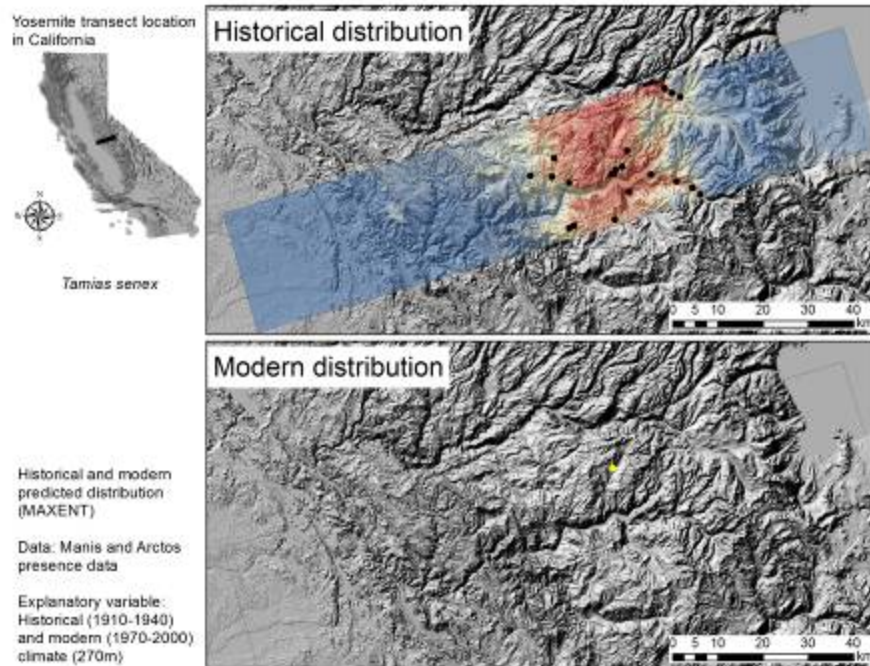 Yosemite transect location
in California
Tamias senex
Historical and modern
predicted distribution
(MAXENT)
Data: Manis and Arctos
presence data
Explanatory variable:
Historical (1910-1940)
and modern (1970-2000)
climate (270m)
Historical distribution
0 5 10 20 30 40
km
Modern distribution
0 5 10 20 30 40
km